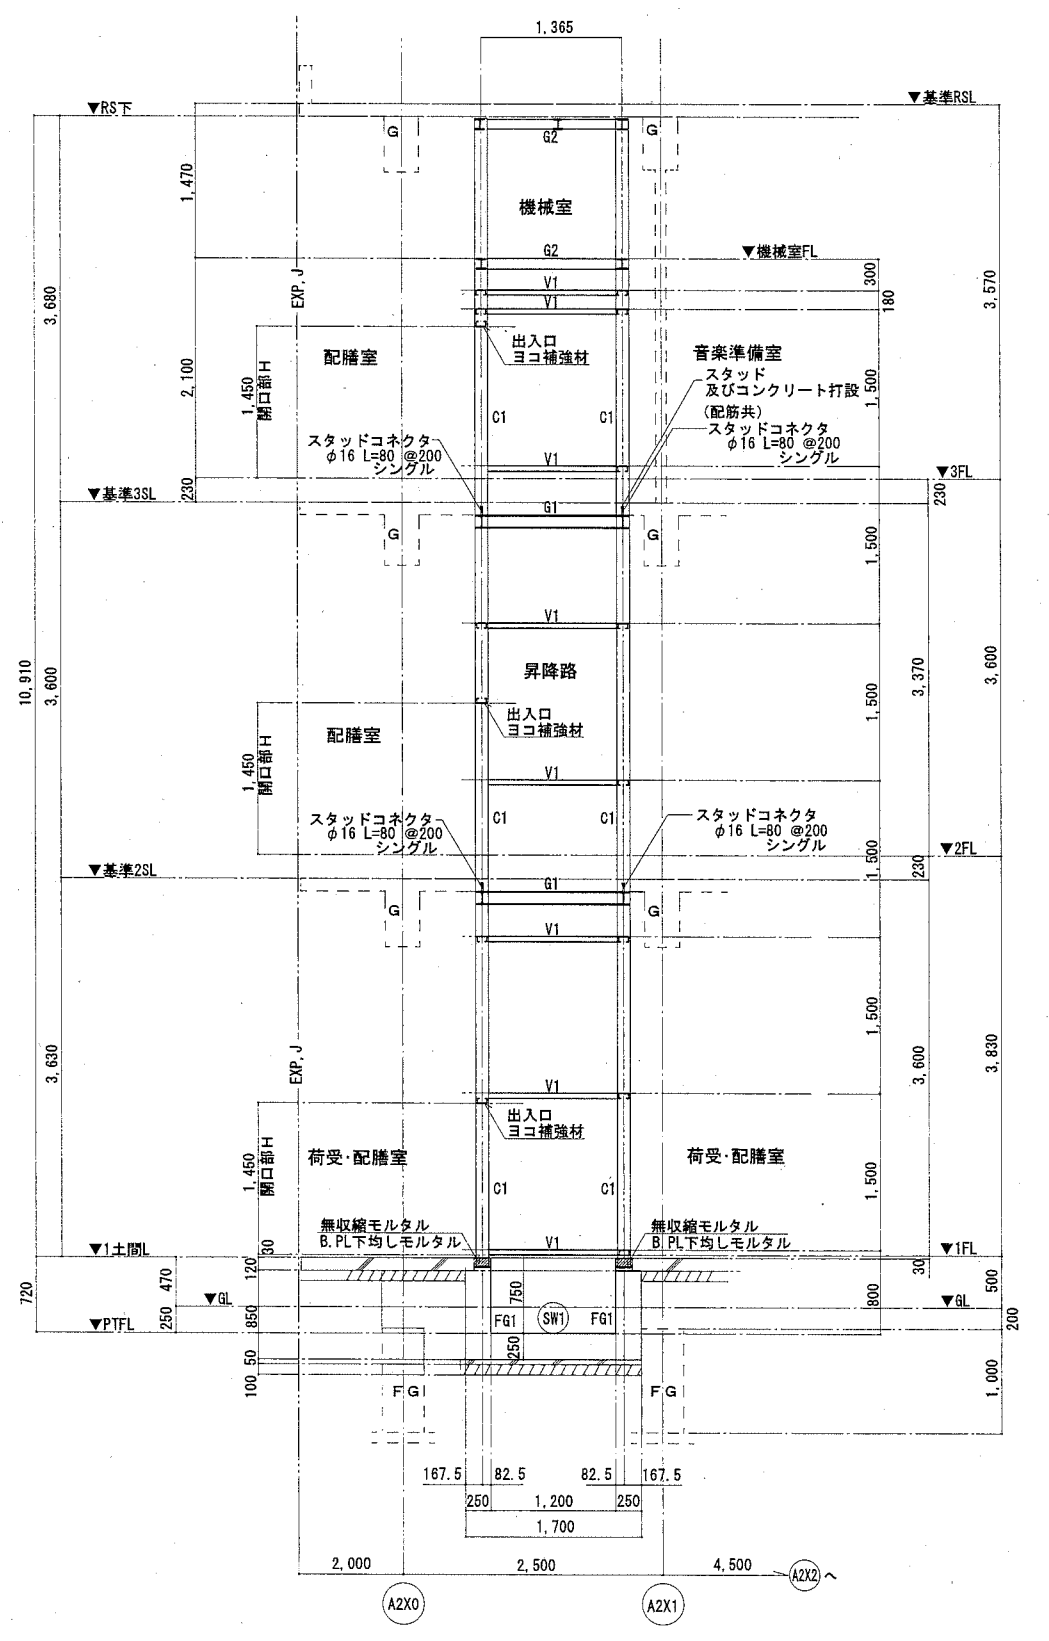 1,365
▼RS下
▼基準RSL
G
G2
G
1,470
機械室
G2
▼機械室FL
EXP,J
V1
V1
300
180
3,570
3,680
出入口
ヨコ補強材
配膳室
音楽準備室
スタッド
及びコンクリート打設
(配筋共)
2,100
1,450
開口部H
1,500
C1
C1
スタッドコネクタ
φ16 L=80 @200
シングル
スタッドコネクタ
φ16 L=80 @200
シングル
V1
▼3FL
▼基準3SL
230
230
G1
G
G
1,500
V1
10,910
3,600
昇降路
3,370
3,600
1,500
出入口
ヨコ補強材
配膳室
1,450
開口部H
V1
スタッドコネクタ
φ16 L=80 @200
シングル
C1
C1
スタッドコネクタ
φ16 L=80 @200
シングル
▼2FL
1,500
230
▼基準2SL
G1
G
G
V1
1,500
EXP,J
3,630
3,600
3,830
V1
出入口
ヨコ補強材
荷受・配膳室
荷受・配膳室
1,450
開口部H
1,500
C1
C1
無収縮モルタル
B.PL下均しモルタル
無収縮モルタル
B.PL下均しモルタル
30
V1
▼1土間L
▼1FL
120
30
470
750
500
720
▼GL
800
▼GL
250
850
FG1
SW1
FG1
200
▼PTFL
250
50
100
FG
FG
1,000
167.5
82.5
82.5
167.5
250
1,200
250
1,700
2,000
2,500
4,500
A2X2
へ
A2X0
A2X1